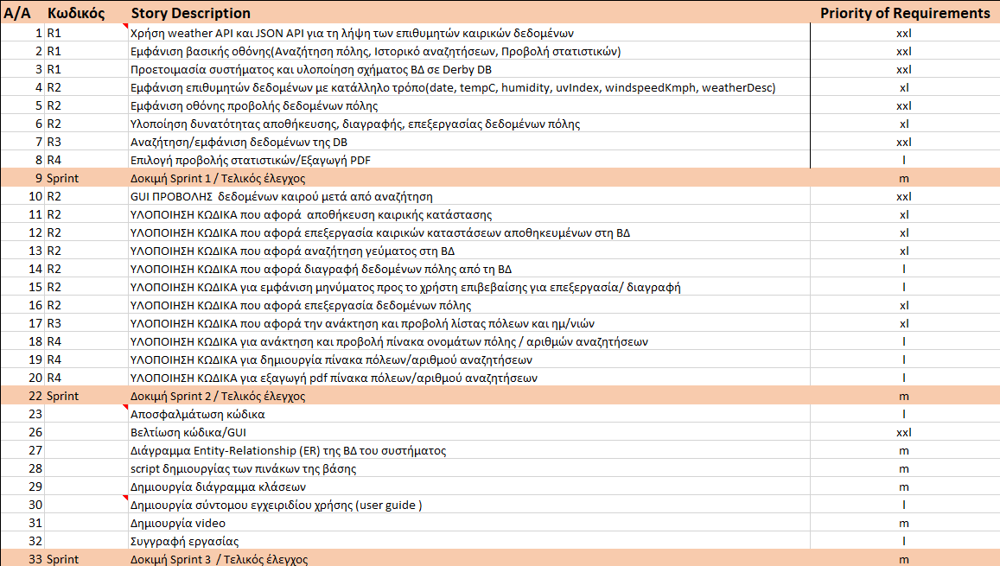 Α/Α Κωδικός Story Description Priority of Requirements
1 R1 Χρήση weather API και JSON API για τη λήψη των επιθυμητών καιρικών δεδομένων xxl
2 R1 Εμφάνιση βασικής οθόνης(Αναζήτηση πόλης, Ιστορικό αναζητήσεων, Προβολή στατιστικών) xxl
3 R1 Προετοιμασία συστήματος και υλοποίηση σχήματος ΒΔ σε Derby DB xxl
4 R2 Εμφάνιση επιθυμητών δεδομένων με κατάλληλο τρόπο(date, tempC, humidity, uvIndex, windspeedKmph, weatherDesc) xl
5 R2 Εμφάνιση οθόνης προβολής δεδομένων πόλης xxl
6 R2 Υλοποίηση δυνατότητας αποθήκευσης, διαγραφής, επεξεργασίας δεδομένων πόλης xl
7 R3 Αναζήτηση/εμφάνιση δεδομένων της DB xxl
8 R4 Επιλογή προβολής στατιστικών/Εξαγωγή PDF l
9 Sprint Δοκιμή Sprint 1 / Τελικός έλεγχος m
10 R2 GUI ΠΡΟΒΟΛΗΣ δεδομένων καιρού μετά από αναζήτηση xxl
11 R2 ΥΛΟΠΟΙΗΣΗ ΚΩΔΙΚΑ που αφορά αποθήκευση καιρικής κατάστασης xl
12 R2 ΥΛΟΠΟΙΗΣΗ ΚΩΔΙΚΑ που αφορά επεξεργασία καιρικών καταστάσεων αποθηκευμένων στη ΒΔ xl
13 R2 ΥΛΟΠΟΙΗΣΗ ΚΩΔΙΚΑ που αφορά αναζήτηση γεύματος στη ΒΔ xl
14 R2 ΥΛΟΠΟΙΗΣΗ ΚΩΔΙΚΑ που αφορά διαγραφή δεδομένων πόλης από τη ΒΔ l
15 R2 ΥΛΟΠΟΙΗΣΗ ΚΩΔΙΚΑ για εμφάνιση μηνύματος προς το χρήστη επιβεβαίσης για επεξεργασία/ διαγραφή l
16 R2 ΥΛΟΠΟΙΗΣΗ ΚΩΔΙΚΑ που αφορά επεξεργασία δεδομένων πόλης xl
17 R3 ΥΛΟΠΟΙΗΣΗ ΚΩΔΙΚΑ που αφορά την ανάκτηση και προβολή λίστας πόλεων και ημ/νιών xl
18 R4 ΥΛΟΠΟΙΗΣΗ ΚΩΔΙΚΑ για ανάκτηση και προβολή πίνακα ονομάτων πόλης / αριθμών αναζητήσεων l
19 R4 ΥΛΟΠΟΙΗΣΗ ΚΩΔΙΚΑ για δημιουργία πίνακα πόλεων/αριθμού αναζητήσεων l
20 R4 ΥΛΟΠΟΙΗΣΗ ΚΩΔΙΚΑ για εξαγωγή pdf πίνακα πόλεων/αριθμού αναζητήσεων l
22 Sprint Δοκιμή Sprint 2 / Τελικός έλεγχος m
23 Αποσφαλμάτωση κώδικα l
26 Βελτίωση κώδικα/GUI xxl
27 Διάγραμμα Entity-Relationship (ER) της ΒΔ του συστήματος m
28 script δημιουργίας των πινάκων της βάσης m
29 Δημιουργία διάγραμμα κλάσεων m
30 Δημιουργία σύντομου εγχειριδίου χρήσης (user guide ) l
31 Δημιουργία video m
32 Συγγραφή εργασίας l
33 Sprint Δοκιμή Sprint 3 / Τελικός έλεγχος m